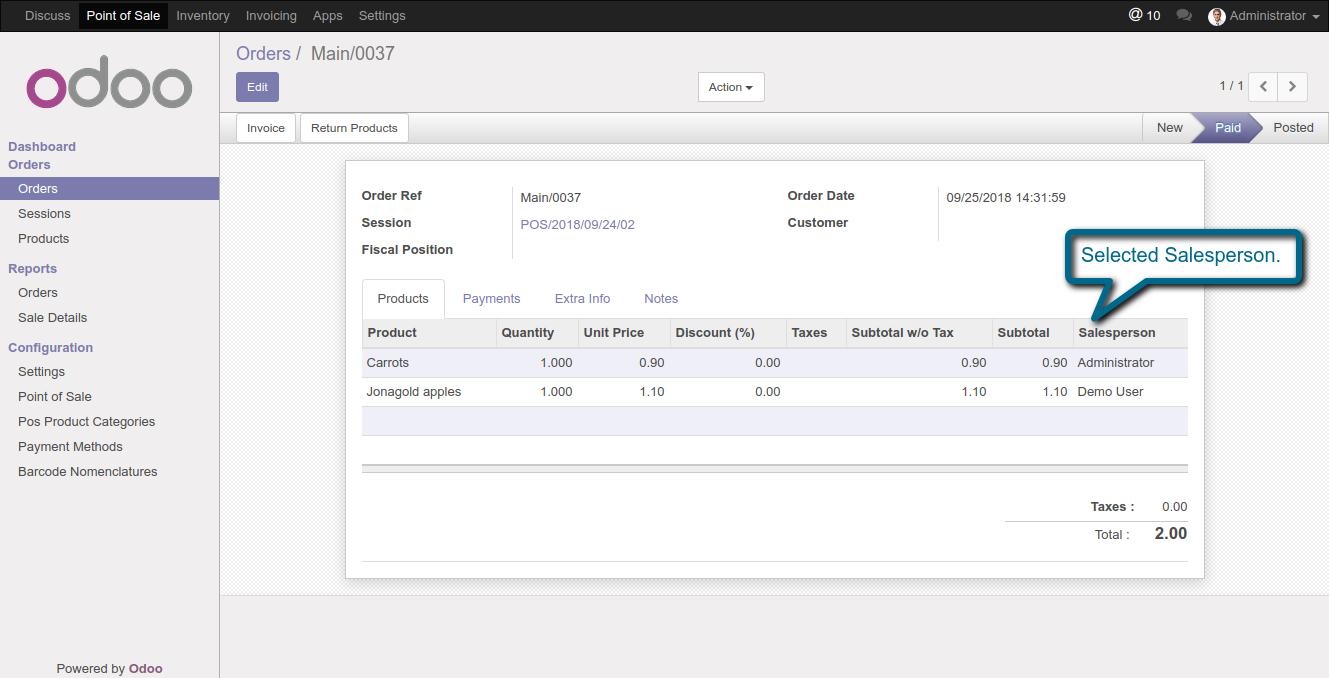 Discuss Point of Sale Inventory Invoicing Apps Settings @ 10 Administrator
odoo
Orders / Main/0037
Edit Action 1 / 1
Invoice Return Products New Paid Posted
Dashboard
Orders
Orders
Sessions
Products
Reports
Orders
Sale Details
Configuration
Settings
Point of Sale
Pos Product Categories
Payment Methods
Barcode Nomenclatures
Powered by Odoo
Order Ref Main/0037 Order Date 09/25/2018 14:31:59
Session POS/2018/09/24/02 Customer
Fiscal Position
Selected Salesperson.
Products Payments Extra Info Notes
Product Quantity Unit Price Discount (%) Taxes Subtotal w/o Tax Subtotal Salesperson
Carrots 1.000 0.90 0.00 0.90 0.90 Administrator
Jonagold apples 1.000 1.10 0.00 1.10 1.10 Demo User
Taxes : 0.00
Total : 2.00